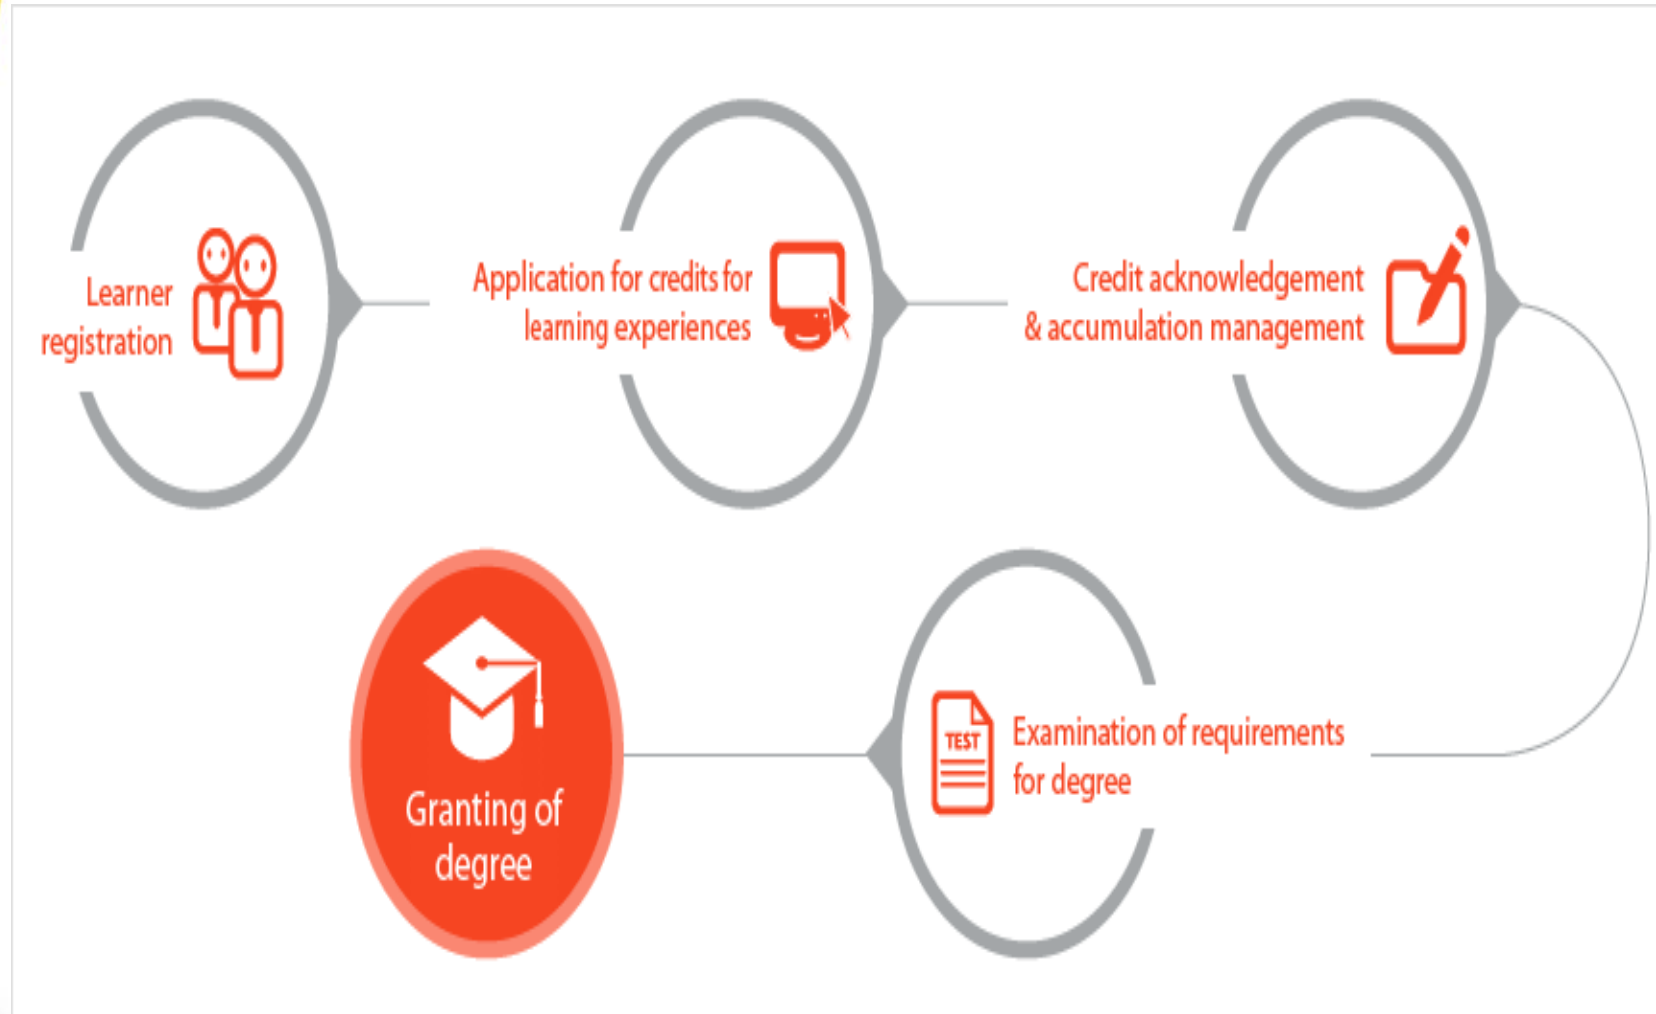 Learner
registration
Application for credits for
learning experiences
Credit acknowledgement
& accumulation management
TEST
Examination of requirements
for degree
Granting of
degree